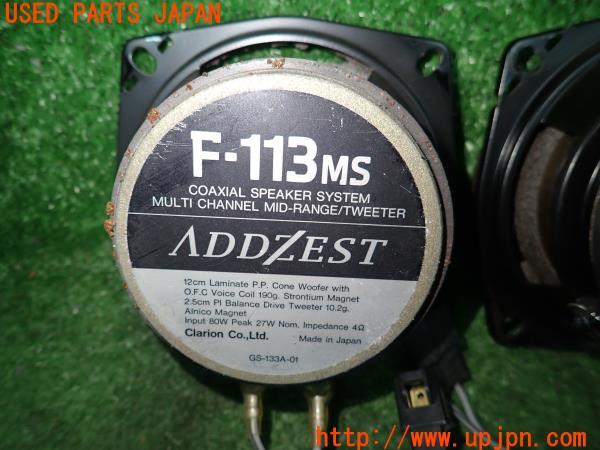 USED PARTS JAPAN
F-113MS
COAXIAL SPEAKER SYSTEM
MULTI CHANNEL MID-RANGE/TWEETER
ADDZEST
12cm Laminate P.P. Cone Woofer with
O.F.C Voice Coil 190g. Strontium Magnet
2.5cm PI Balance Drive Tweeter 10.2g.
Alnico Magnet
Input 80W Peak 27W Nom. Impedance 4Ω
Clarion Co.,Ltd. Made in Japan
GS-133A-01
http://www.upjpn.com/